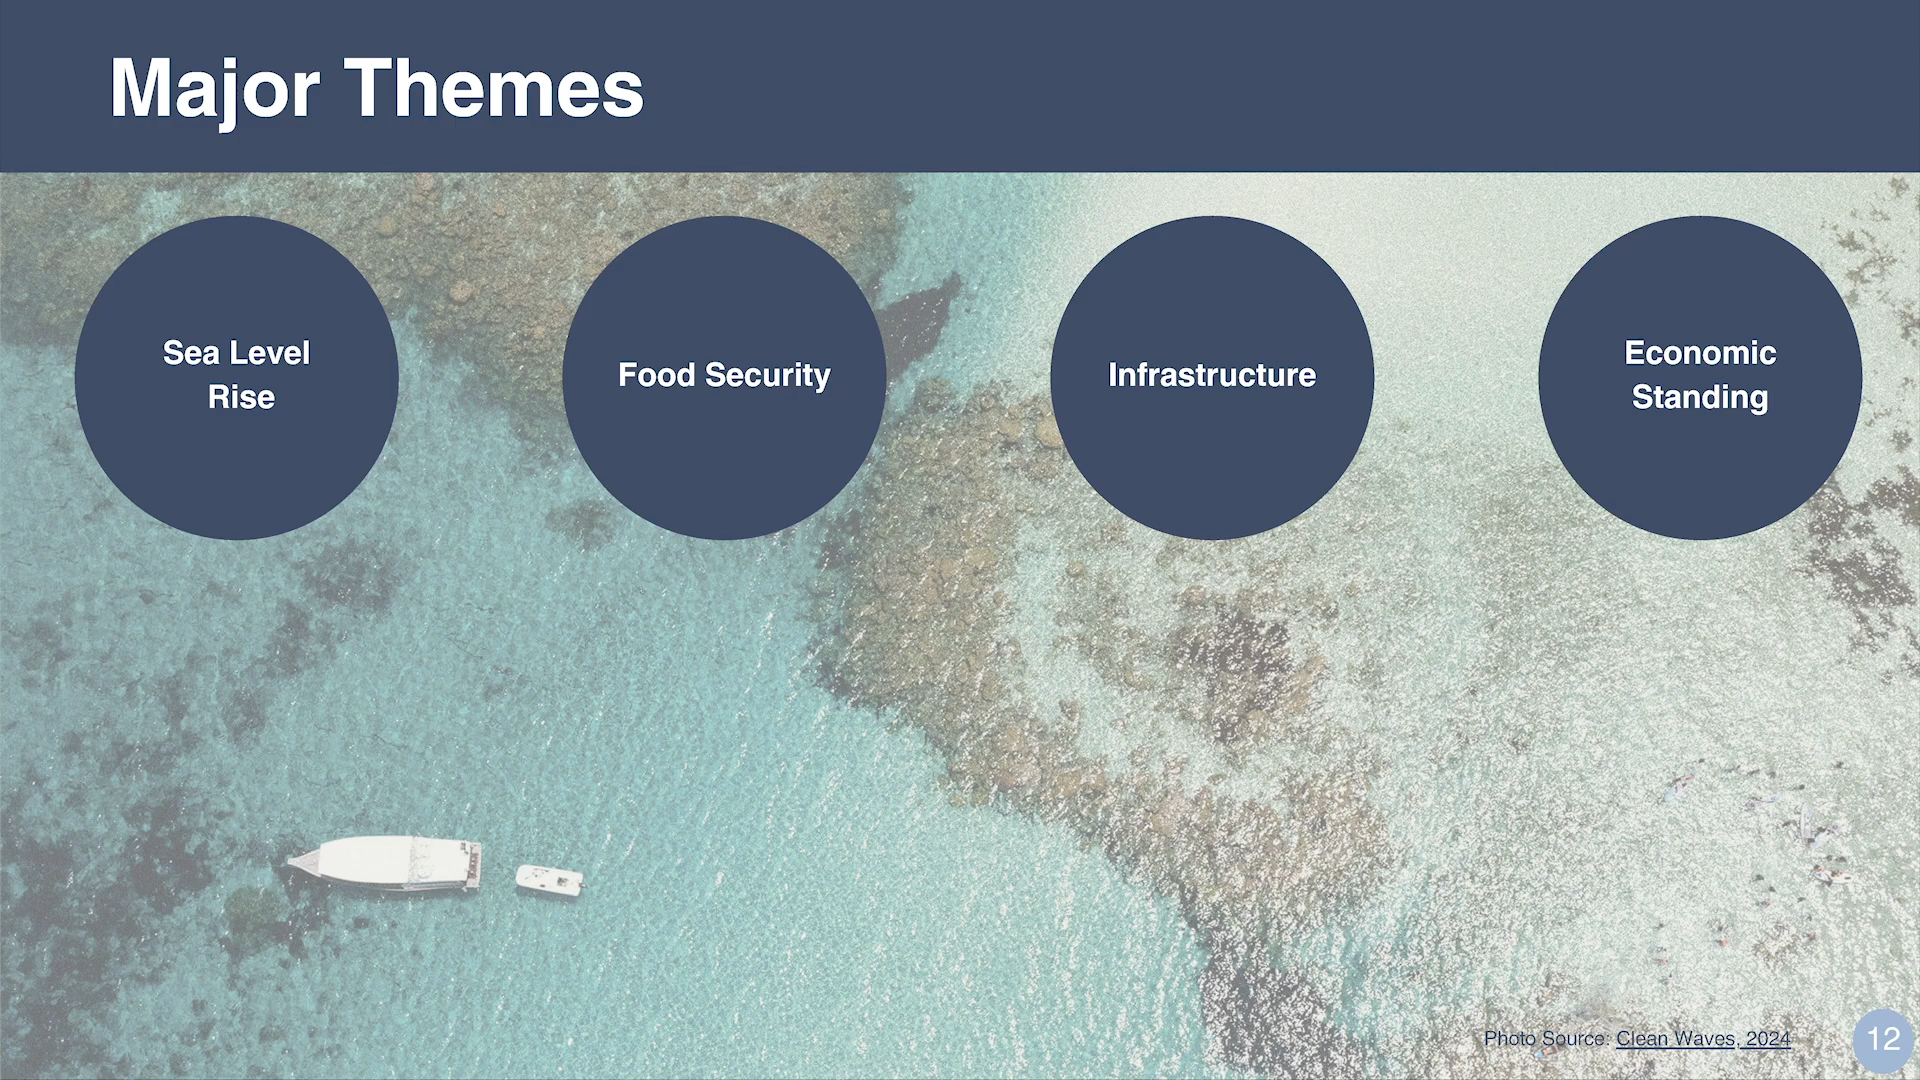 Major Themes
Sea Level
Rise
Food Security
Infrastructure
Economic
Standing
Photo Source: Clean Waves, 2024
12